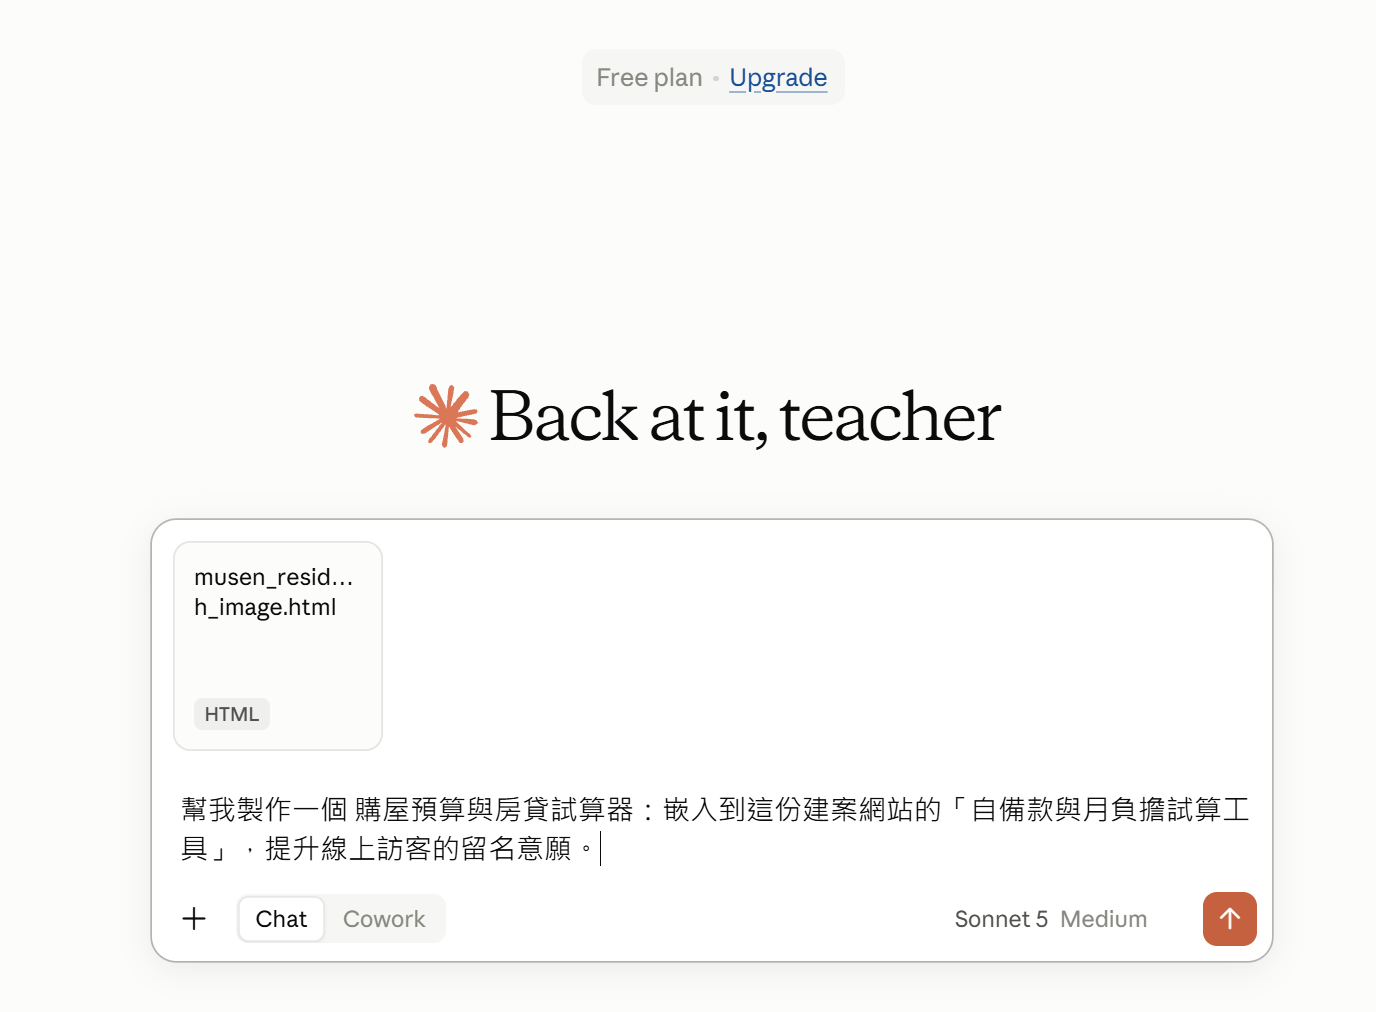 Free plan • Upgrade
Back at it, teacher
musen_resid…
h_image.html
HTML
幫我製作一個 購屋預算與房貸試算器：嵌入到這份建案網站的「自備款與月負擔試算工
具」，提升線上訪客的留名意願。
Chat Cowork Sonnet 5 Medium